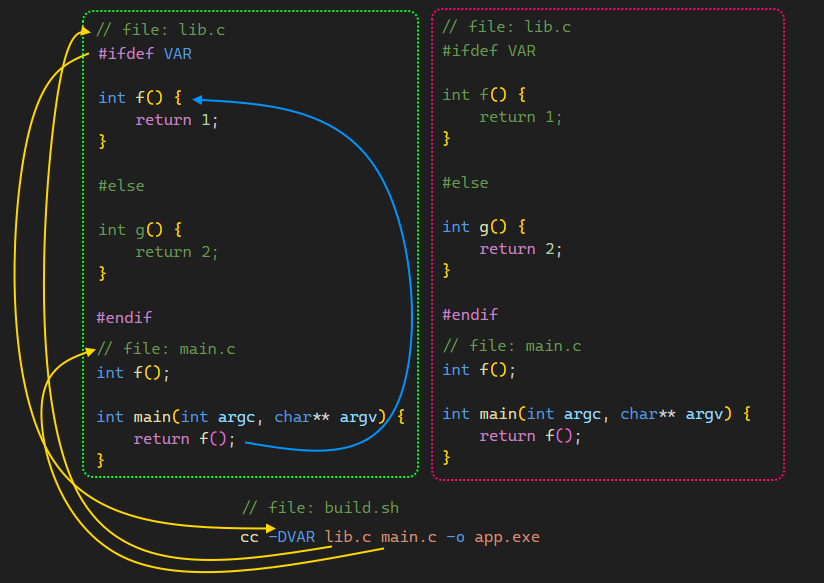 // file: lib.c
#ifdef VAR
int f() {
return 1;
}
#else
int g() {
return 2;
}
#endif
// file: main.c
int f();
int main(int argc, char** argv) {
return f();
}
// file: lib.c
#ifdef VAR
int f() {
return 1;
}
#else
int g() {
return 2;
}
#endif
// file: main.c
int f();
int main(int argc, char** argv) {
return f();
}
// file: build.sh
cc -DVAR lib.c main.c -o app.exe